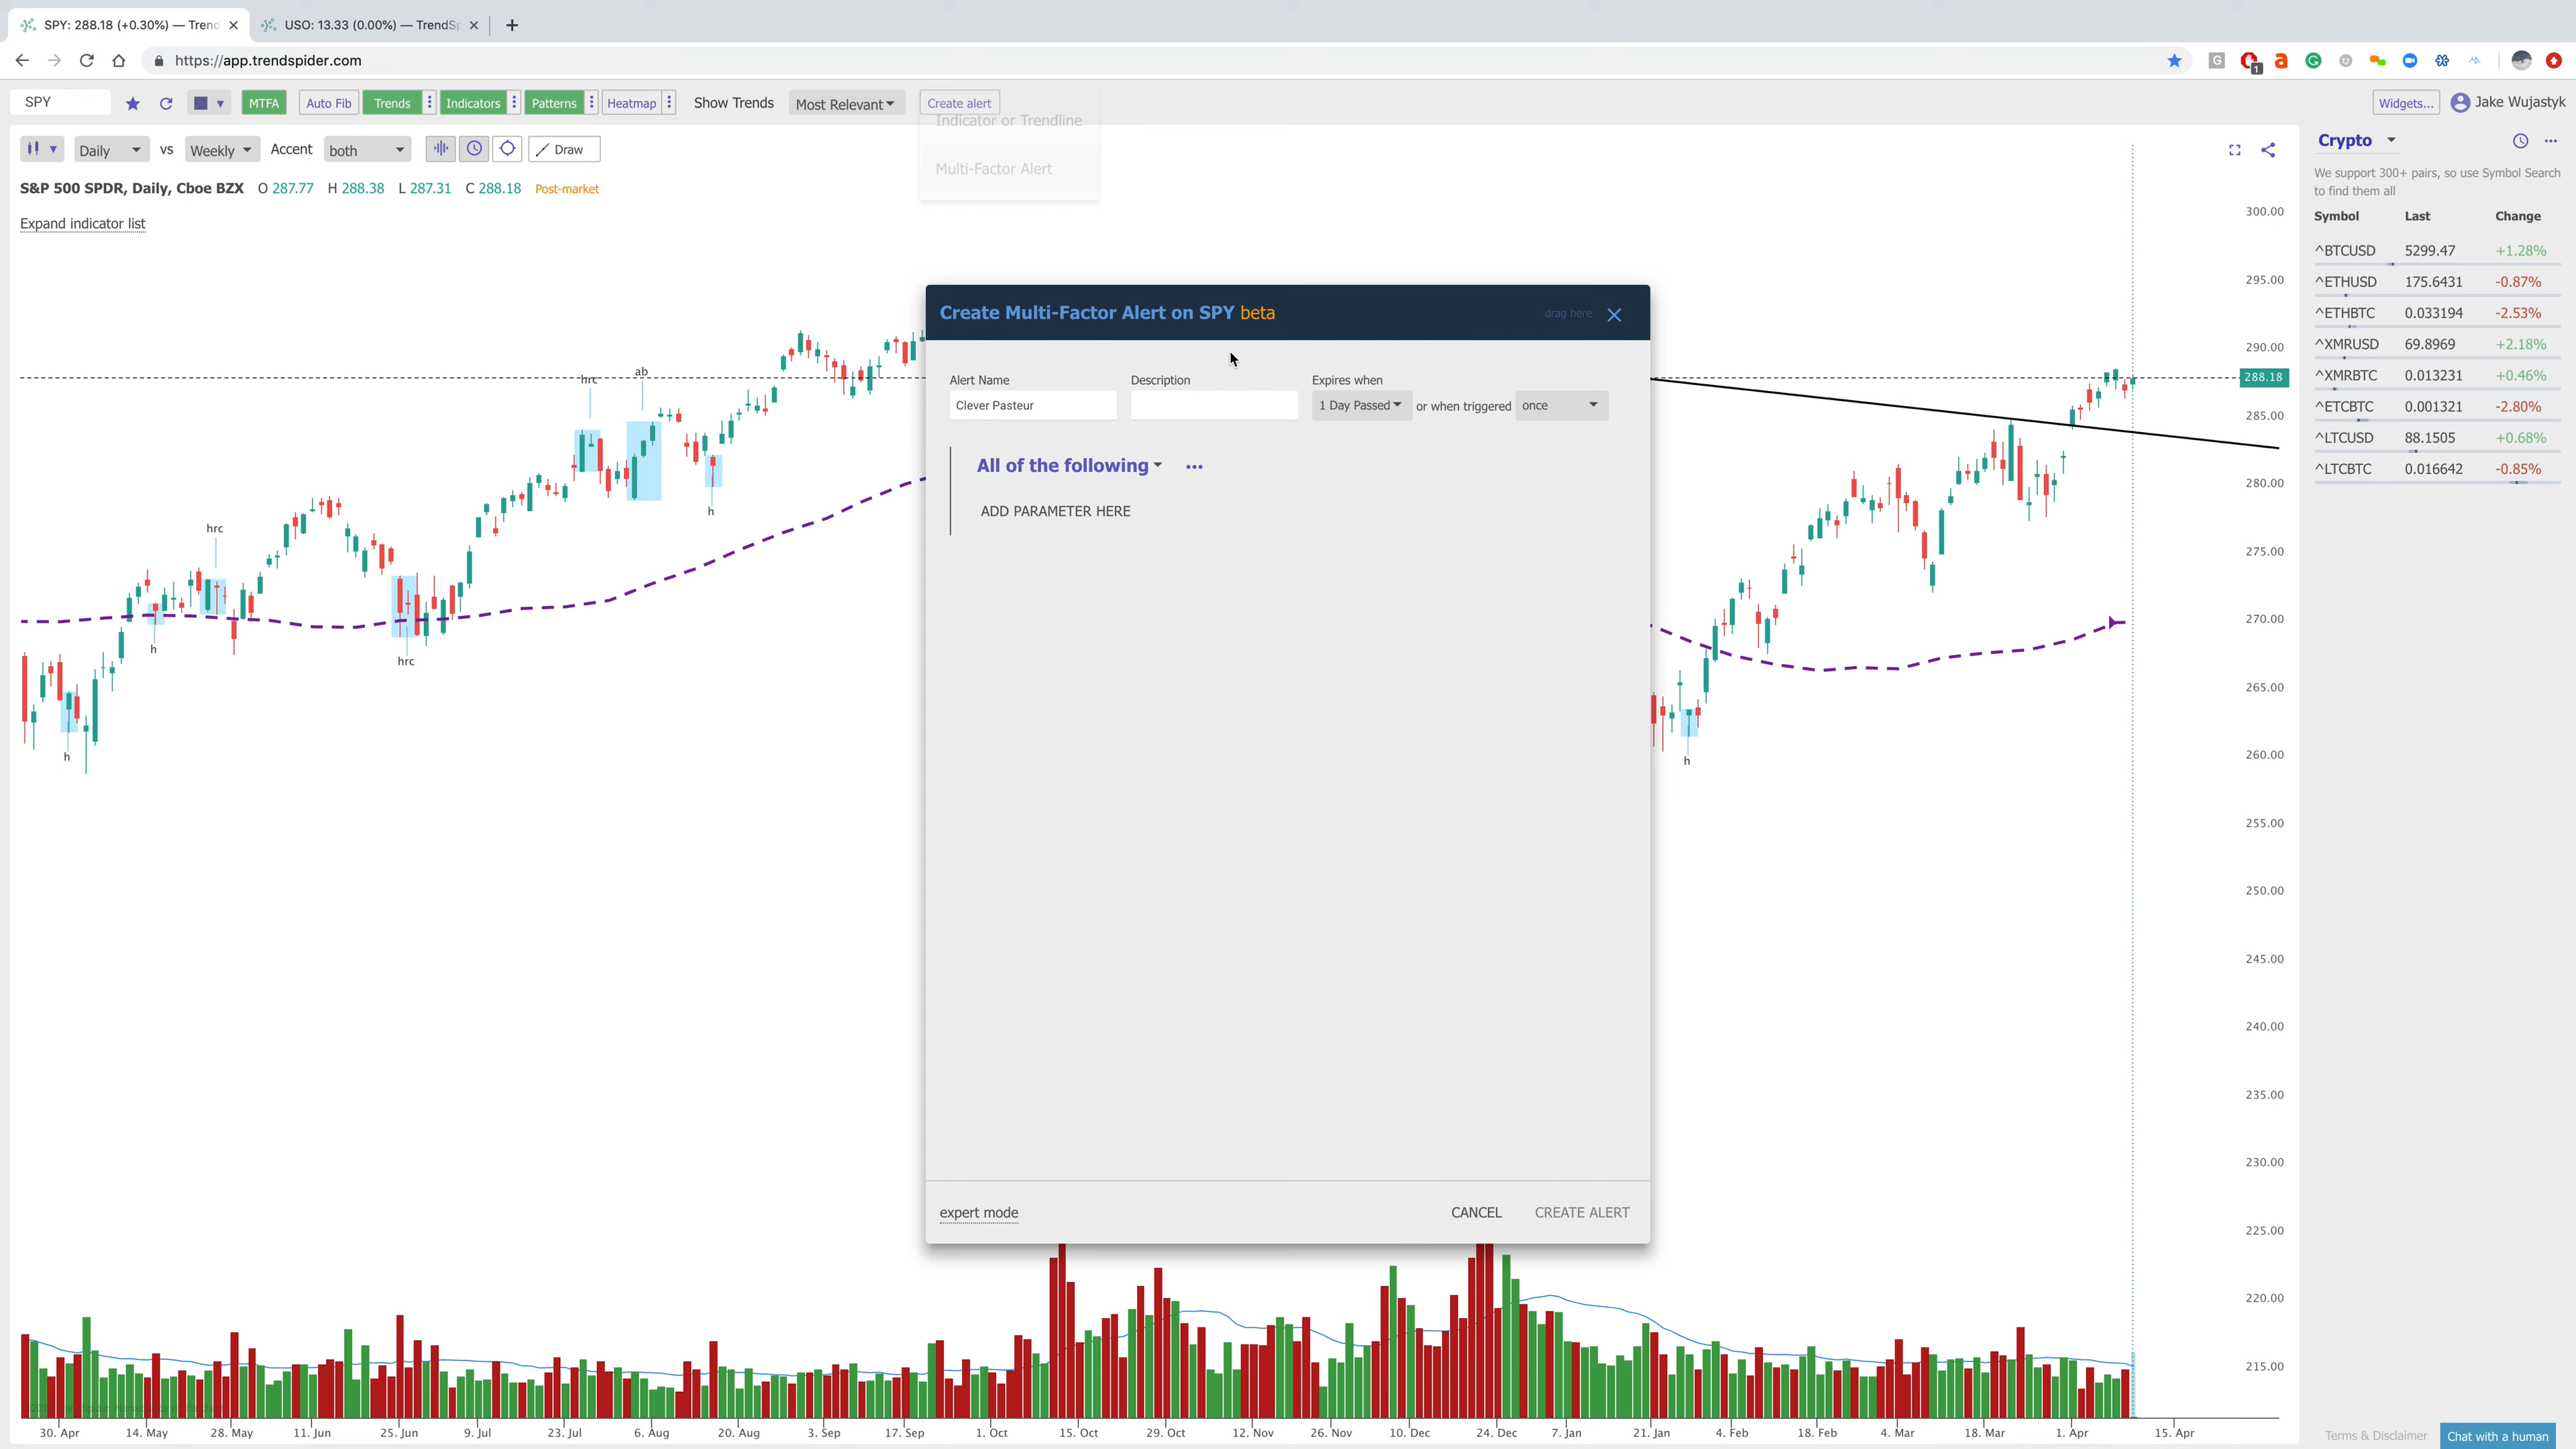 SPY: 288.18 (+0.30%) — Trend
USO: 13.33 (0.00%) — TrendSp
https://app.trendspider.com
SPY
MTFA
Auto Fib
Trends
Indicators
Patterns
Heatmap
Show Trends
Most Relevant
Create alert
Indicator or Trendline
Multi-Factor Alert
Widgets...
Jake Wujastyk
Daily
vs
Weekly
Accent
both
Draw
S&P 500 SPDR, Daily, Cboe BZX O 287.77 H 288.38 L 287.31 C 288.18 Post-market
Expand indicator list
Crypto
We support 300+ pairs, so use Symbol Search
to find them all
Symbol Last Change
^BTCUSD 5299.47 +1.28%
^ETHUSD 175.6431 -0.87%
^ETHBTC 0.033194 -2.53%
^XMRUSD 69.8969 +2.18%
^XMRBTC 0.013231 +0.46%
^ETCBTC 0.001321 -2.80%
^LTCUSD 88.1505 +0.68%
^LTCBTC 0.016642 -0.85%
Create Multi-Factor Alert on SPY beta
drag here
Alert Name
Description
Expires when
Clever Pasteur
1 Day Passed
or when triggered
once
All of the following
ADD PARAMETER HERE
expert mode
CANCEL
CREATE ALERT
hrc
ab
h
hrc
hrc
h
h
h
300.00
295.00
290.00
288.18
285.00
280.00
275.00
270.00
265.00
260.00
255.00
250.00
245.00
240.00
235.00
230.00
225.00
220.00
215.00
30. Apr 14. May 28. May 11. Jun 25. Jun 9. Jul 23. Jul 6. Aug 20. Aug 3. Sep 17. Sep 1. Oct 15. Oct 29. Oct 12. Nov 26. Nov 10. Dec 24. Dec 7. Jan 21. Jan 4. Feb 18. Feb 4. Mar 18. Mar 1. Apr 15. Apr
Terms & Disclaimer
Chat with a human